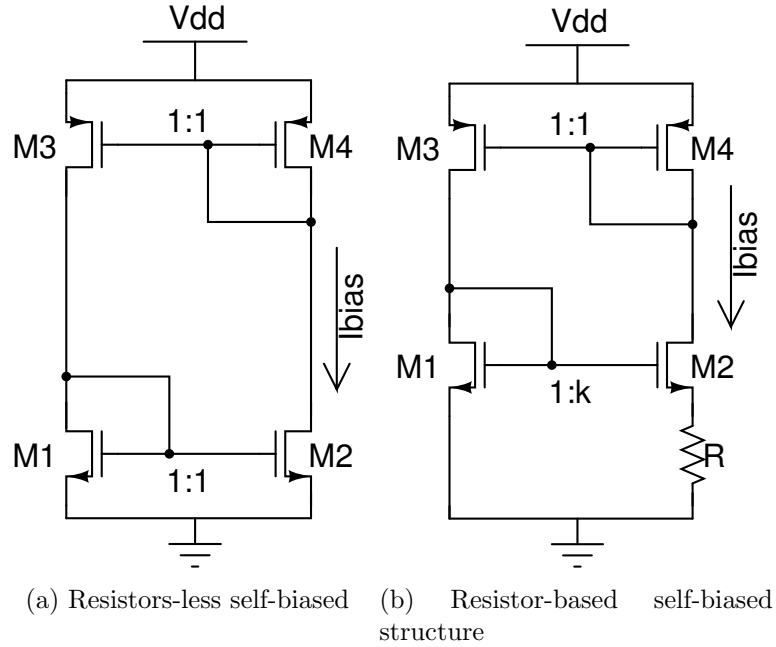 Vdd
M3
1:1
M4
Ibias
M1
1:1
M2
(a) Resistors-less self-biased
Vdd
M3
1:1
M4
Ibias
M1
1:k
M2
R
(b) Resistor-based self-biased
structure